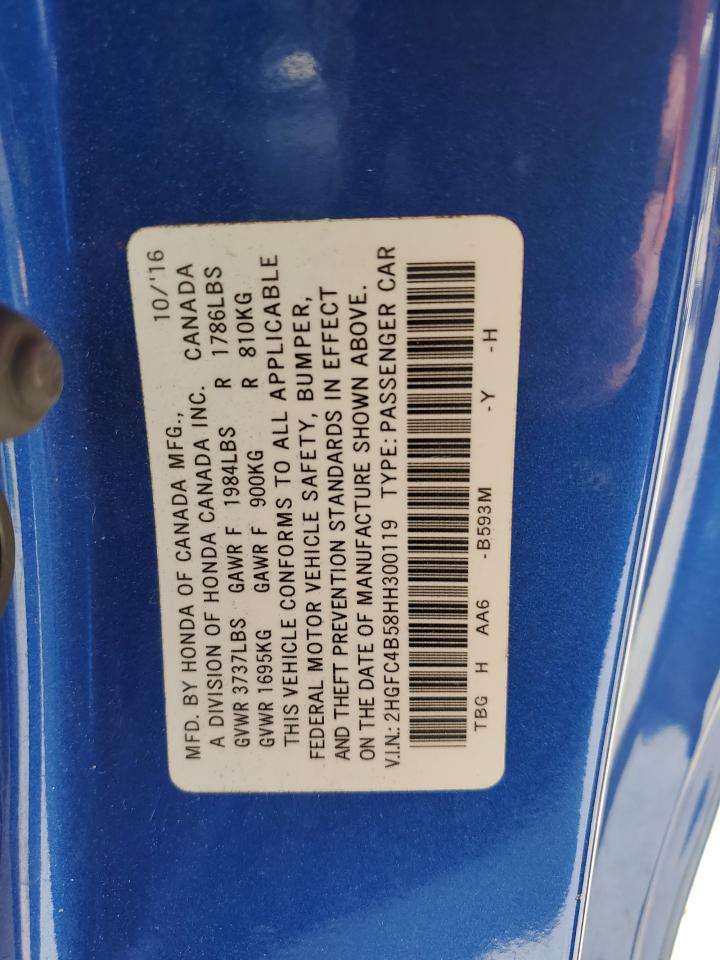 MFD. BY HONDA OF CANADA MFG., 10/'16
A DIVISION OF HONDA CANADA INC. CANADA
GVWR 3737LBS GAWR F 1984LBS R 1786LBS
GVWR 1695KG GAWR F 900KG R 810KG
THIS VEHICLE CONFORMS TO ALL APPLICABLE
FEDERAL MOTOR VEHICLE SAFETY, BUMPER,
AND THEFT PREVENTION STANDARDS IN EFFECT
ON THE DATE OF MANUFACTURE SHOWN ABOVE.
V.I.N.: 2HGFC4B58HH300119 TYPE: PASSENGER CAR
TBG H AA6 -B593M -Y -H